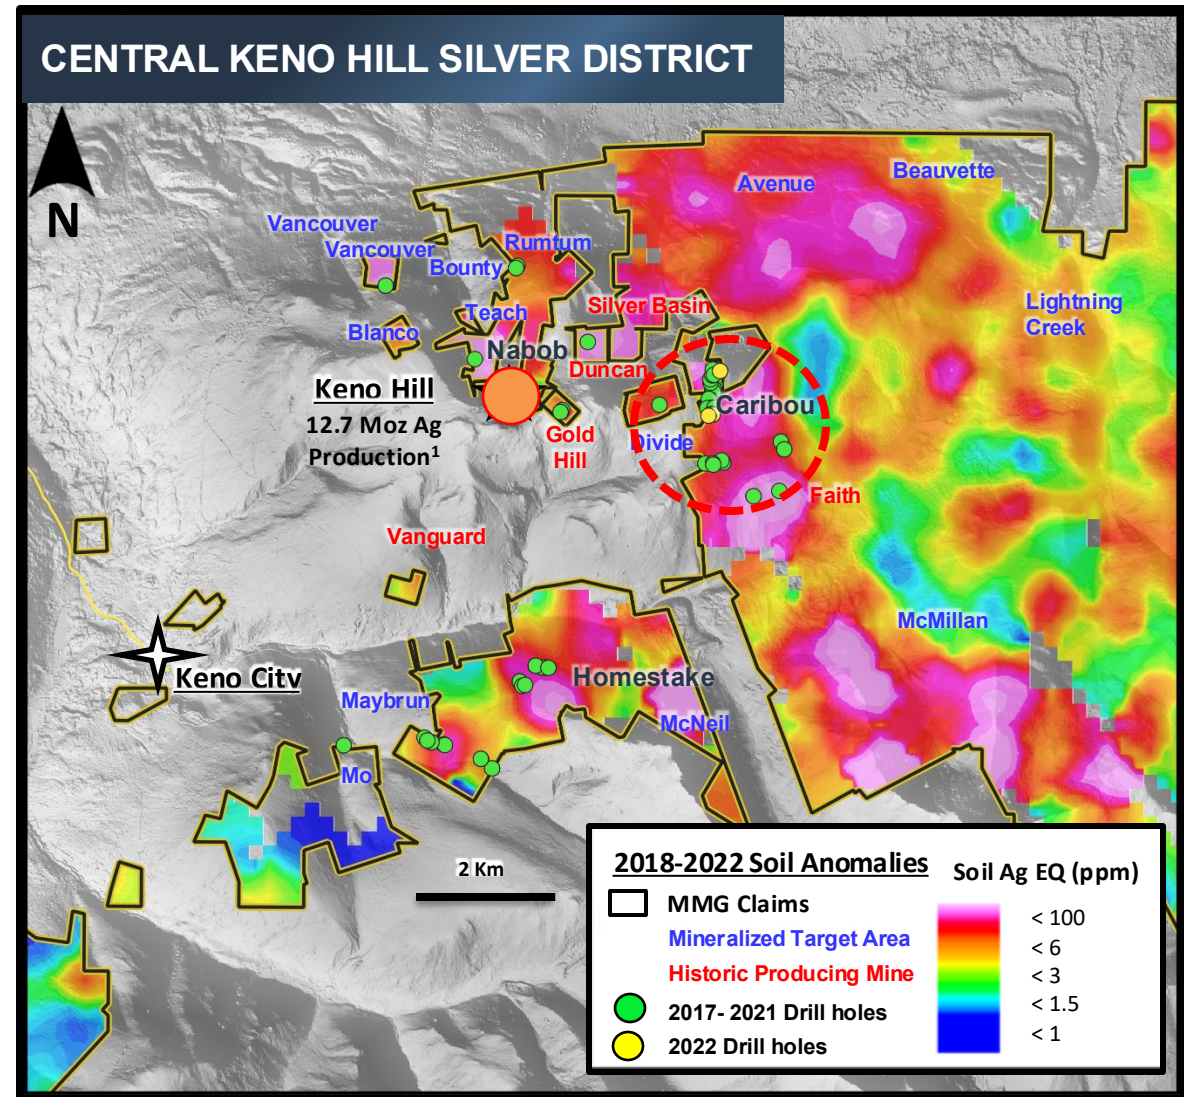 CENTRAL KENO HILL SILVER DISTRICT
N
Beauvette
Avenue
Vancouver
Vancouver
Rumtum
Bounty
Lightning
Creek
Silver Basin
Teach
Blanco
Nabob
Duncan
Keno Hill
12.7 Moz Ag
Production¹
Caribou
Gold
Hill
Divide
Faith
Vanguard
McMillan
Keno City
Homestake
Maybrun
McNeil
Mo
2 Km
2018-2022 Soil Anomalies
MMG Claims
Mineralized Target Area
Historic Producing Mine
2017- 2021 Drill holes
2022 Drill holes
Soil Ag EQ (ppm)
< 100
< 6
< 3
< 1.5
< 1